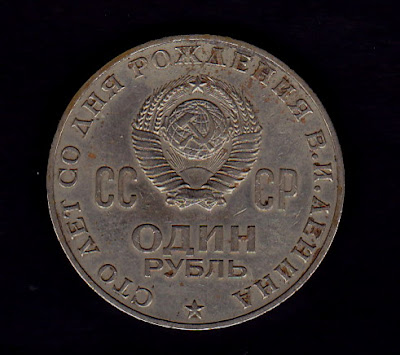 СТО ЛЕТ СО ДНЯ РОЖДЕНИЯ В.И.ЛЕНИНА
СС СР
ОДИН
РУБЛЬ